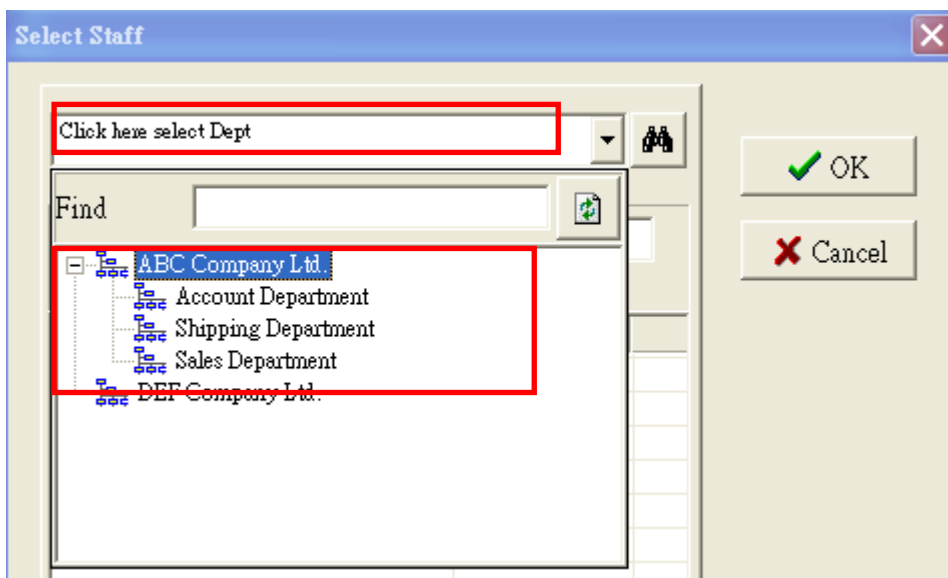 Select Staff
Click here select Dept
OK
Find
Cancel
ABC Company Ltd.
Account Department
Shipping Department
Sales Department
DEF Company Ltd.